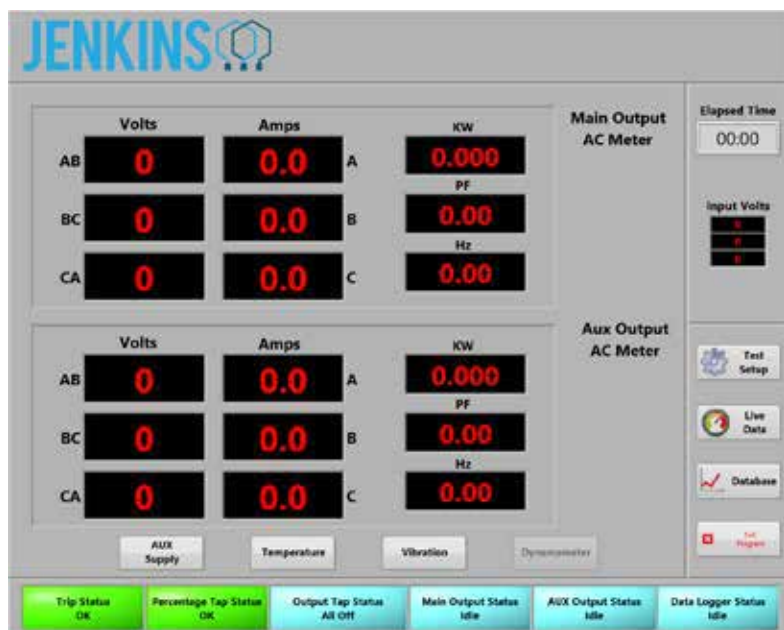 JENKINS
Volts Amps KW
AB 0 0.0 A 0.000
PF
BC 0 0.0 B 0.00
Hz
CA 0 0.0 C 0.00
Main Output
AC Meter
Volts Amps KW
AB 0 0.0 A 0.000
PF
BC 0 0.0 B 0.00
Hz
CA 0 0.0 C 0.00
Aux Output
AC Meter
Elapsed Time
00:00
Input Volts
0
0
0
Test
Setup
Live
Data
Database
Exit
Program
AUX
Supply
Temperature
Vibration
Dynamometer
Trip Status
OK
Percentage Tap Status
OK
Output Tap Status
All Off
Main Output Status
Idle
AUX Output Status
Idle
Data Logger Status
Idle